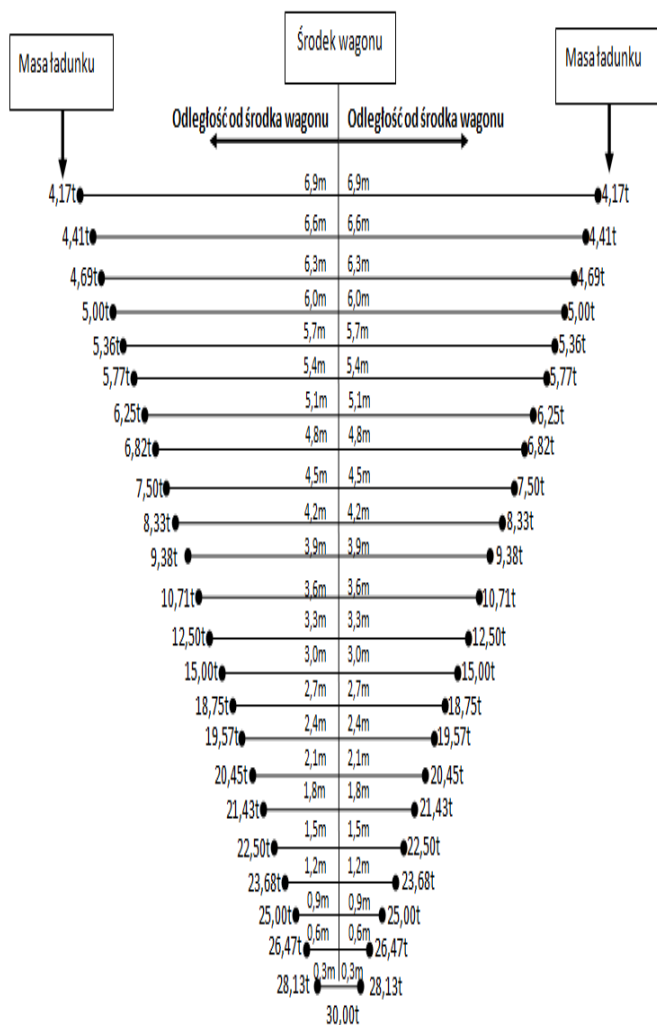 Środek wagonu
Masa ładunku Masa ładunku
Odległość od środka wagonu Odległość od środka wagonu
4,17t 6,9m 6,9m 4,17t
4,41t 6,6m 6,6m 4,41t
4,69t 6,3m 6,3m 4,69t
5,00t 6,0m 6,0m 5,00t
5,36t 5,7m 5,7m 5,36t
5,77t 5,4m 5,4m 5,77t
6,25t 5,1m 5,1m 6,25t
6,82t 4,8m 4,8m 6,82t
7,50t 4,5m 4,5m 7,50t
8,33t 4,2m 4,2m 8,33t
9,38t 3,9m 3,9m 9,38t
10,71t 3,6m 3,6m 10,71t
12,50t 3,3m 3,3m 12,50t
15,00t 3,0m 3,0m 15,00t
18,75t 2,7m 2,7m 18,75t
19,57t 2,4m 2,4m 19,57t
20,45t 2,1m 2,1m 20,45t
21,43t 1,8m 1,8m 21,43t
22,50t 1,5m 1,5m 22,50t
23,68t 1,2m 1,2m 23,68t
25,00t 0,9m 0,9m 25,00t
26,47t 0,6m 0,6m 26,47t
28,13t 0,3m 0,3m 28,13t
30,00t